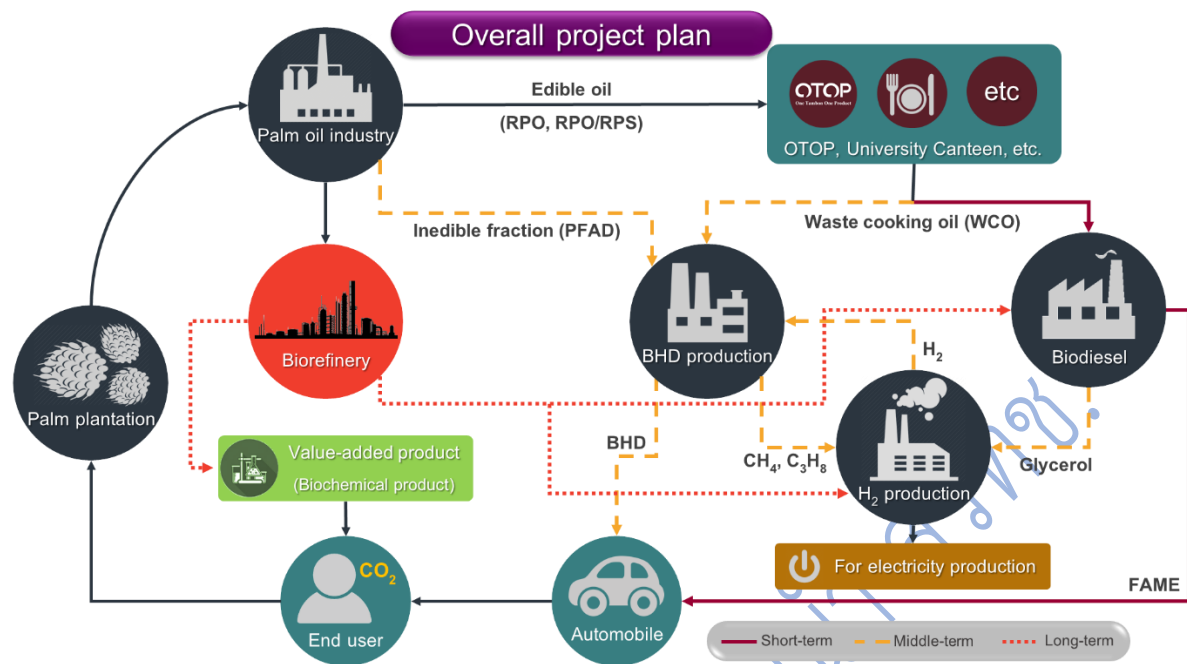 Overall project plan
Palm oil industry
Edible oil
(RPO, RPO/RPS)
OTOP
One Tambon One Product
etc
OTOP, University Canteen, etc.
Inedible fraction (PFAD)
Waste cooking oil (WCO)
Biorefinery
BHD production
Biodiesel
H₂
Palm plantation
Value-added product
(Biochemical product)
BHD
CH₄, C₃H₈
H₂ production
Glycerol
For electricity production
CO₂
End user
Automobile
FAME
Short-term
Middle-term
Long-term